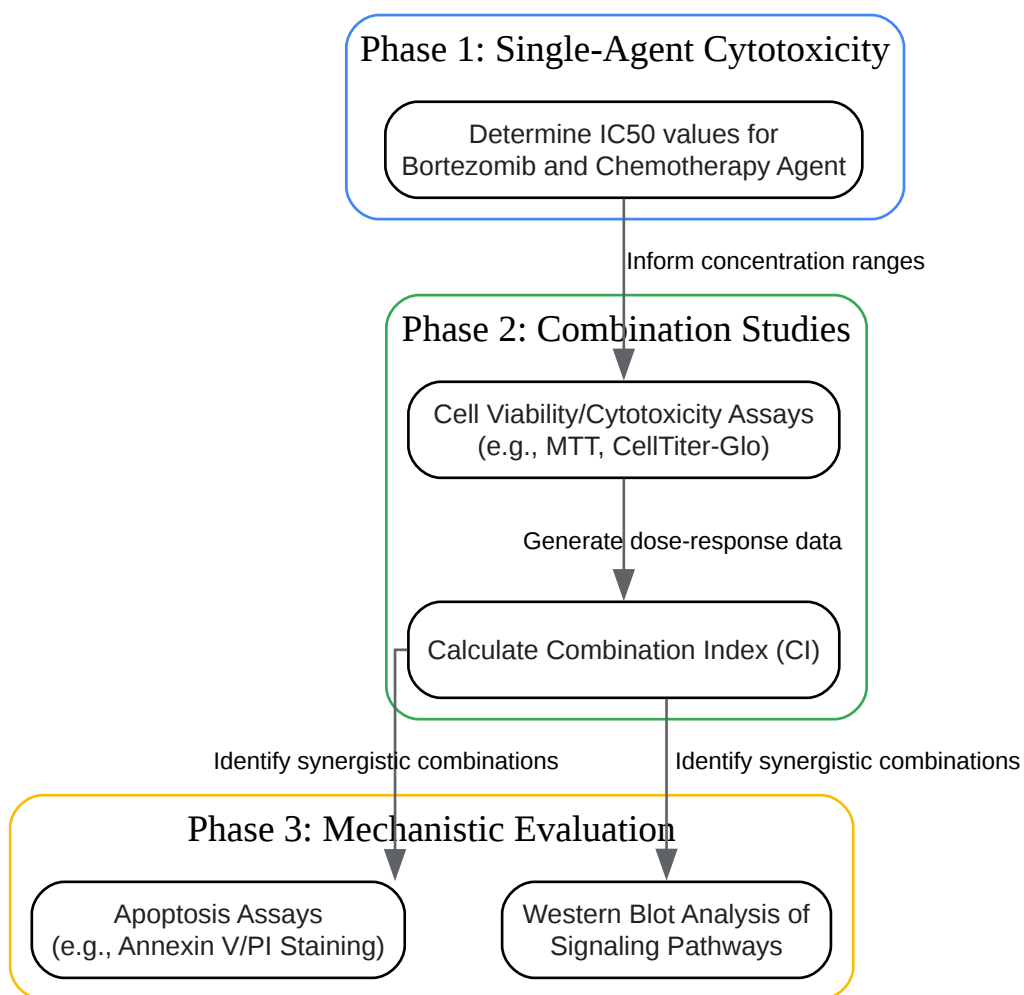 Phase 1: Single-Agent Cytotoxicity
Determine IC50 values for
Bortezomib and Chemotherapy Agent
Inform concentration ranges
Phase 2: Combination Studies
Cell Viability/Cytotoxicity Assays
(e.g., MTT, CellTiter-Glo)
Generate dose-response data
Calculate Combination Index (CI)
Identify synergistic combinations
Identify synergistic combinations
Phase 3: Mechanistic Evaluation
Apoptosis Assays
(e.g., Annexin V/PI Staining)
Western Blot Analysis of
Signaling Pathways